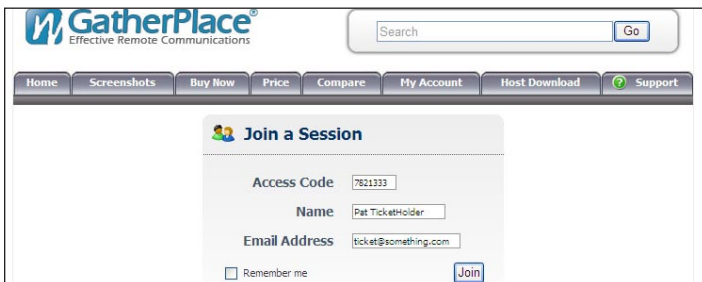 GatherPlace®
Effective Remote Communications
Search Go
Home Screenshots Buy Now Price Compare My Account Host Download ? Support
Join a Session
Access Code 7821333
Name Pat TicketHolder
Email Address ticket@something.com
Remember me Join